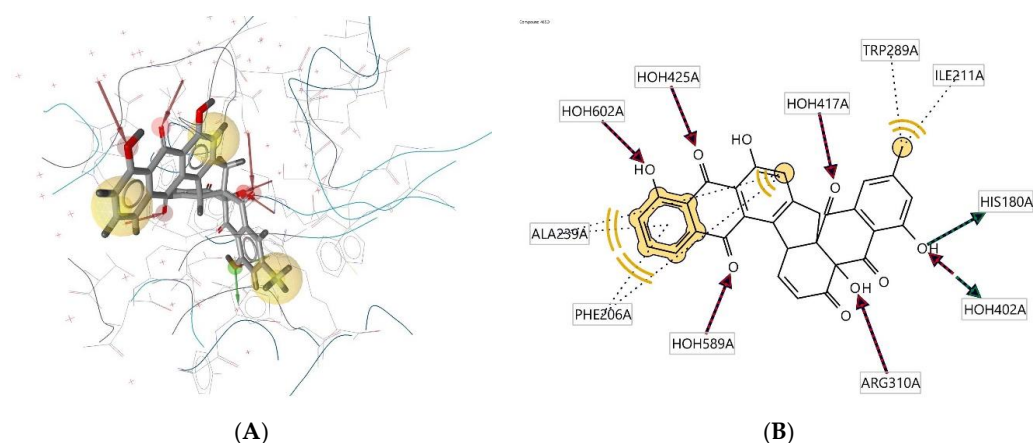 TRP289A
HOH425A
ILE211A
HOH602A
HOH417A
HO
O
HO
O
HIS180A
ALA239A
OH
O
OH
O
O
HOH402A
PHE206A
HOH589A
ARG310A
(A)
(B)